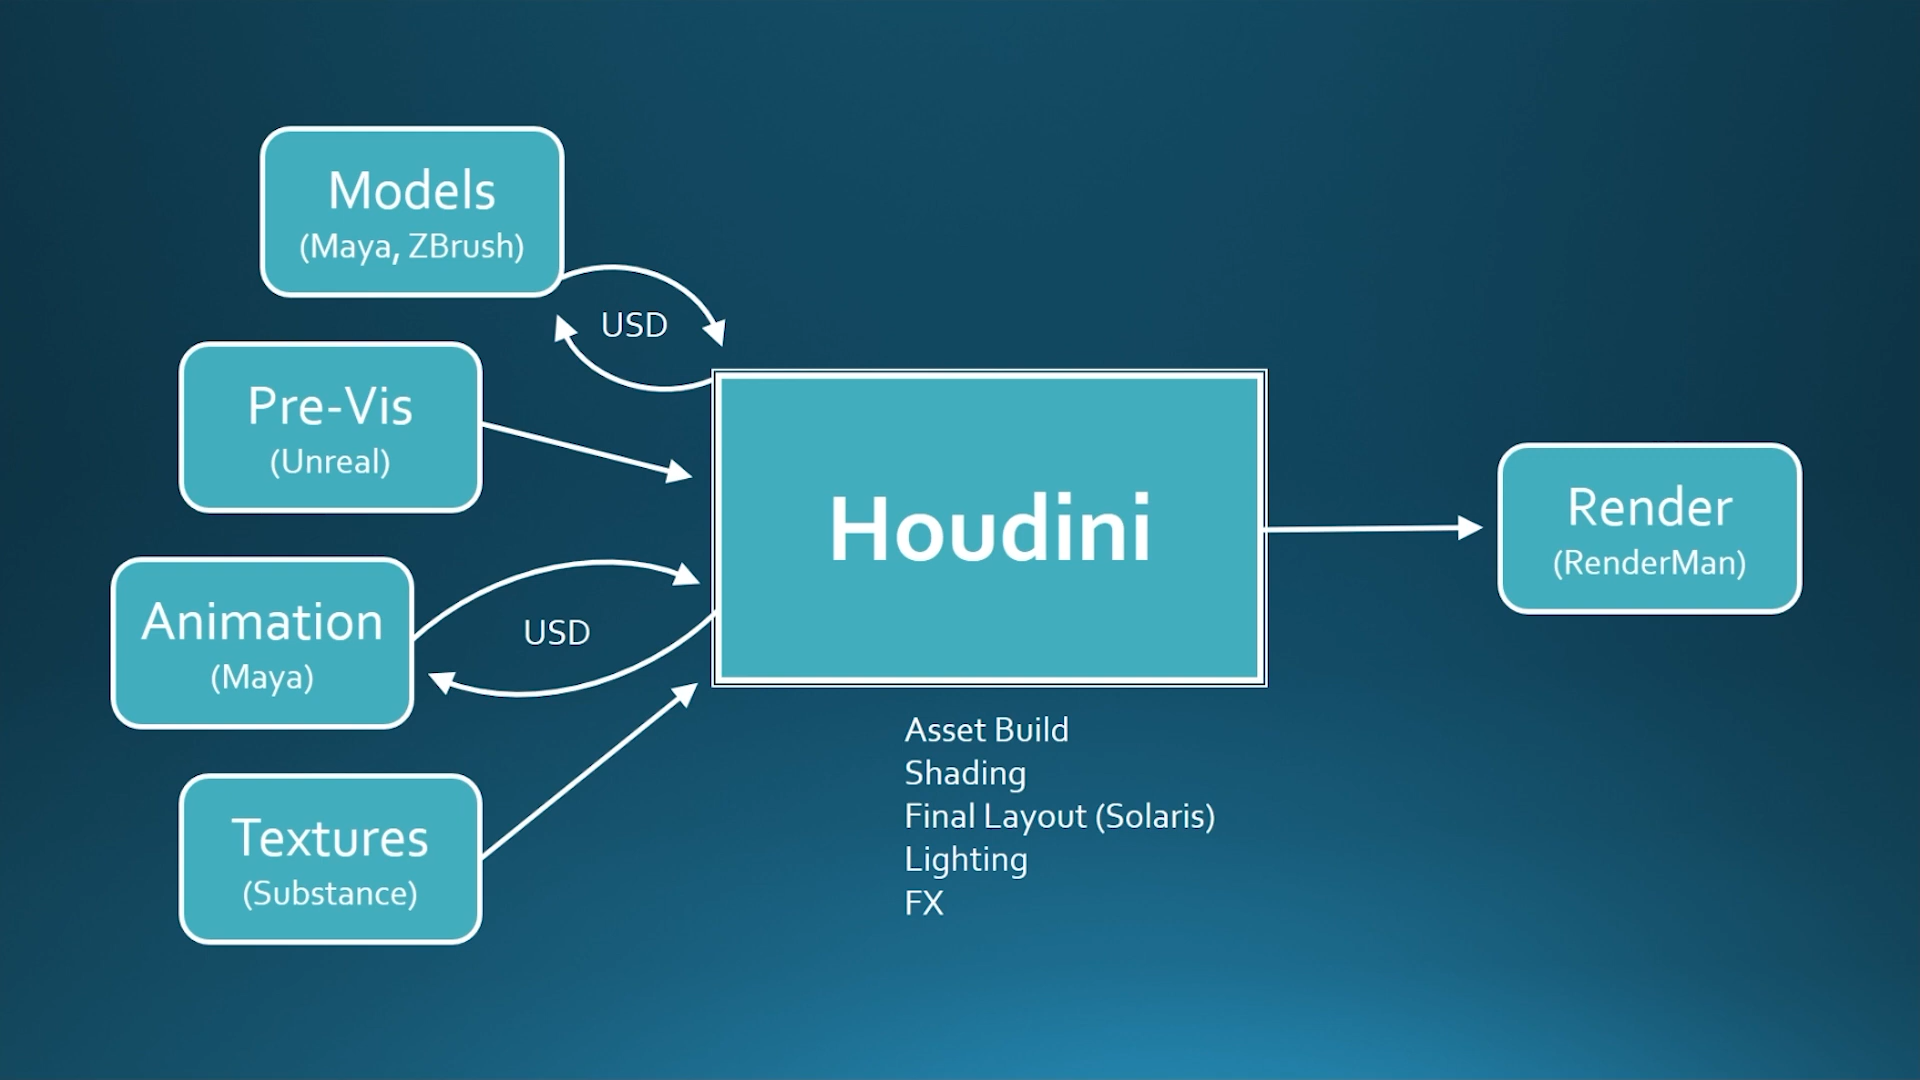 Models
(Maya, ZBrush)
USD
Pre-Vis
(Unreal)
Animation
(Maya)
USD
Textures
(Substance)
Houdini
Asset Build
Shading
Final Layout (Solaris)
Lighting
FX
Render
(RenderMan)